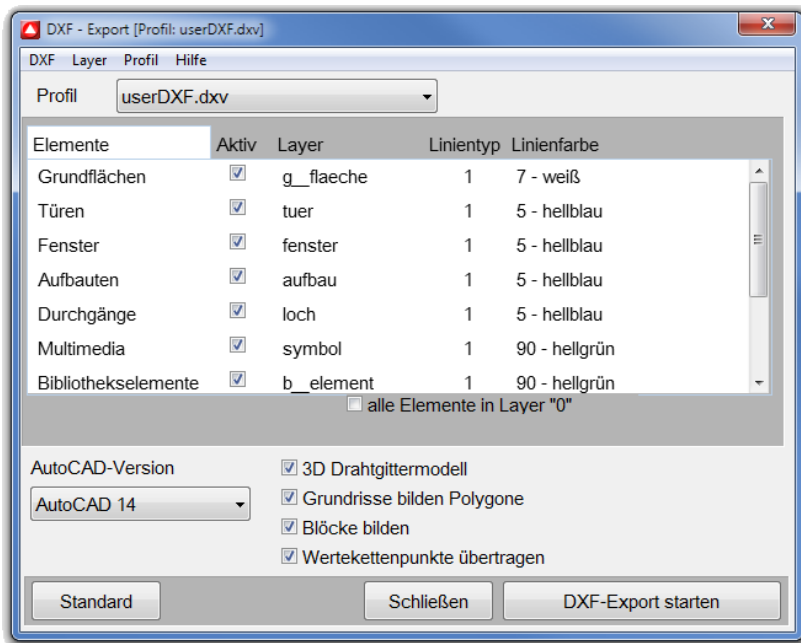 DXF - Export [Profil: userDXF.dxv]
DXF Layer Profil Hilfe
Profil userDXF.dxv
Elemente Aktiv Layer Linientyp Linienfarbe
Grundflächen g__flaeche 1 7 - weiß
Türen tuer 1 5 - hellblau
Fenster fenster 1 5 - hellblau
Aufbauten aufbau 1 5 - hellblau
Durchgänge loch 1 5 - hellblau
Multimedia symbol 1 90 - hellgrün
Bibliothekselemente b__element 1 90 - hellgrün
alle Elemente in Layer "0"
AutoCAD-Version
AutoCAD 14
3D Drahtgittermodell
Grundrisse bilden Polygone
Blöcke bilden
Wertekettenpunkte übertragen
Standard Schließen DXF-Export starten